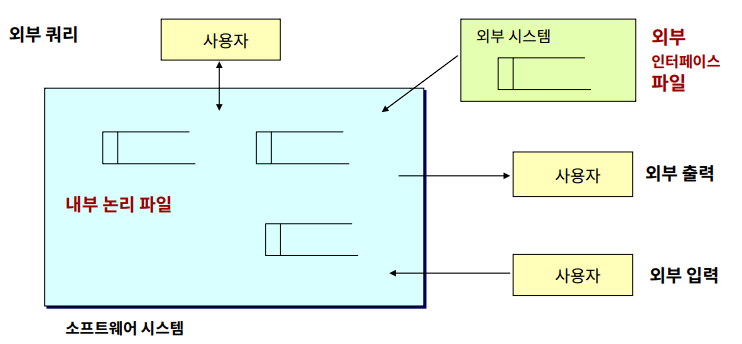 외부 쿼리
사용자
외부 시스템
외부
인터페이스
파일
사용자
외부 출력
내부 논리 파일
사용자
외부 입력
소프트웨어 시스템